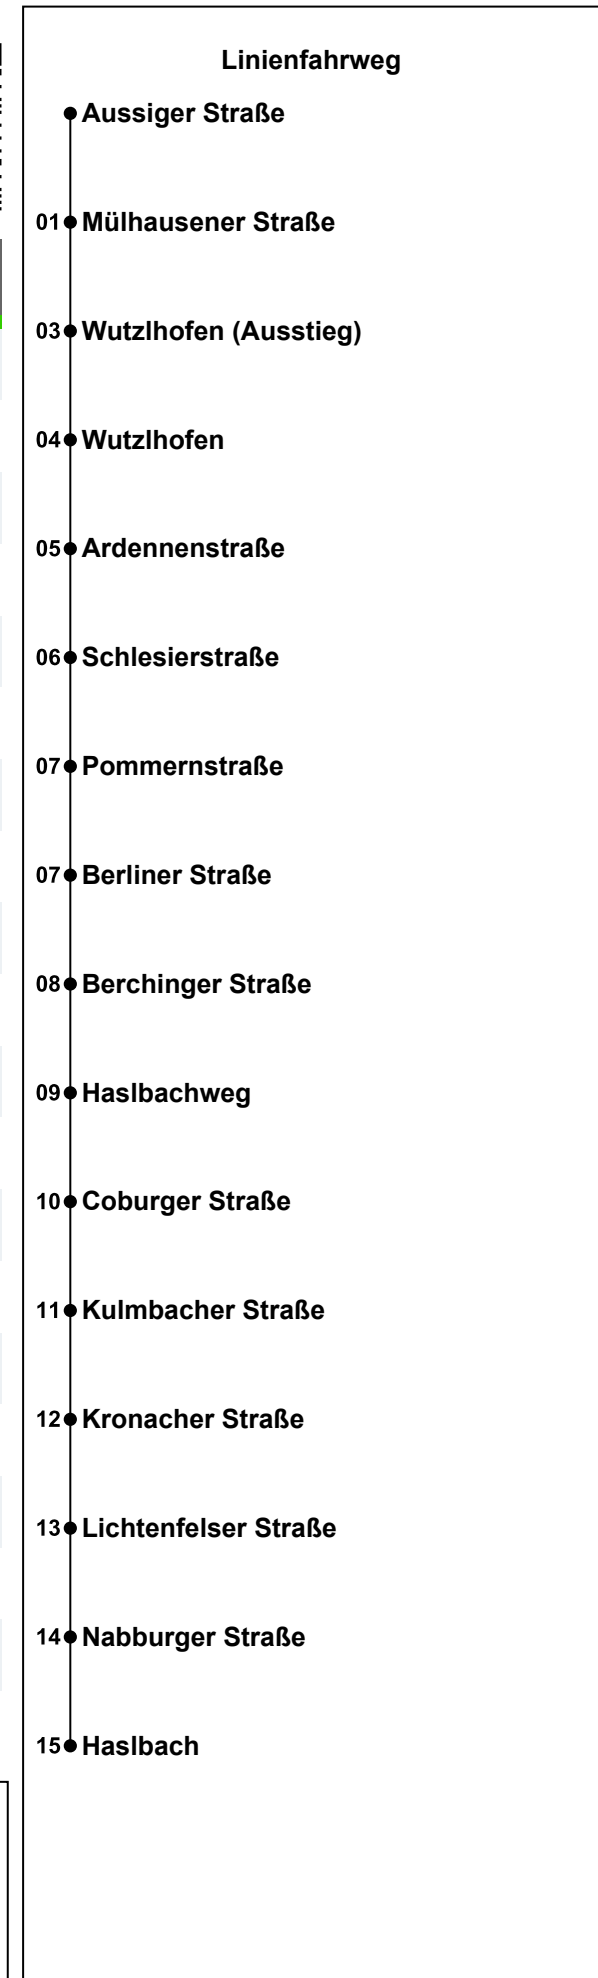 Linienfahrweg
Aussiger Straße
01 Mülhausener Straße
03 Wutzlhofen (Ausstieg)
04 Wutzlhofen
05 Ardennenstraße
06 Schlesierstraße
07 Pommernstraße
07 Berliner Straße
08 Berchinger Straße
09 Haslbachweg
10 Coburger Straße
11 Kulmbacher Straße
12 Kronacher Straße
13 Lichtenfelser Straße
14 Nabburger Straße
15 Haslbach